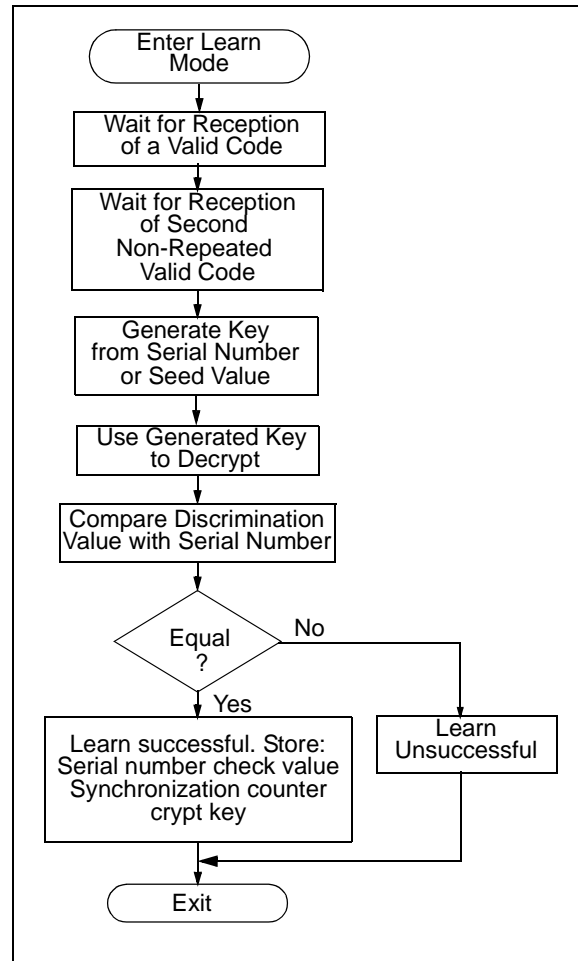 Enter Learn
Mode
Wait for Reception
of a Valid Code
Wait for Reception
of Second
Non-Repeated
Valid Code
Generate Key
from Serial Number
or Seed Value
Use Generated Key
to Decrypt
Compare Discrimination
Value with Serial Number
Equal
?
No
Yes
Learn successful. Store:
Serial number check value
Synchronization counter
crypt key
Learn
Unsuccessful
Exit